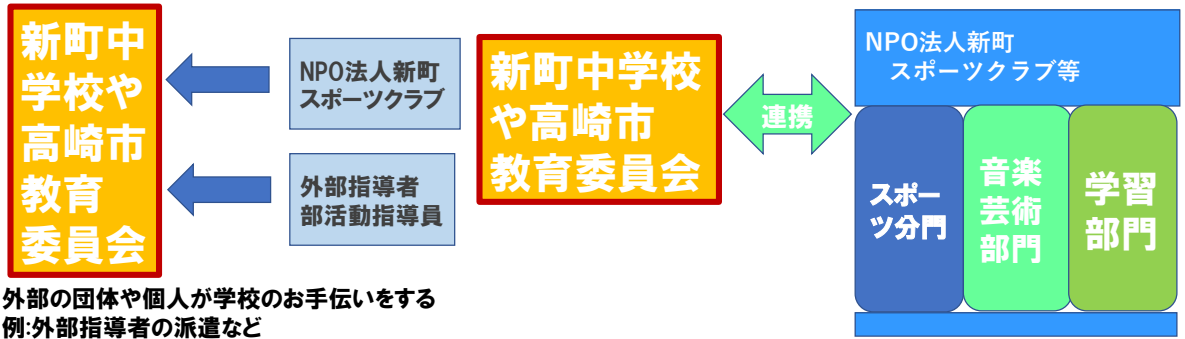 新町中
学校や
高崎市
教育
委員会
NPO法人新町
スポーツクラブ
外部指導者
部活動指導員
外部の団体や個人が学校のお手伝いをする
例:外部指導者の派遣など
新町中学校
や高崎市
教育委員会
連携
NPO法人新町
スポーツクラブ等
スポー
ツ分門
音楽
芸術
部門
学習
部門